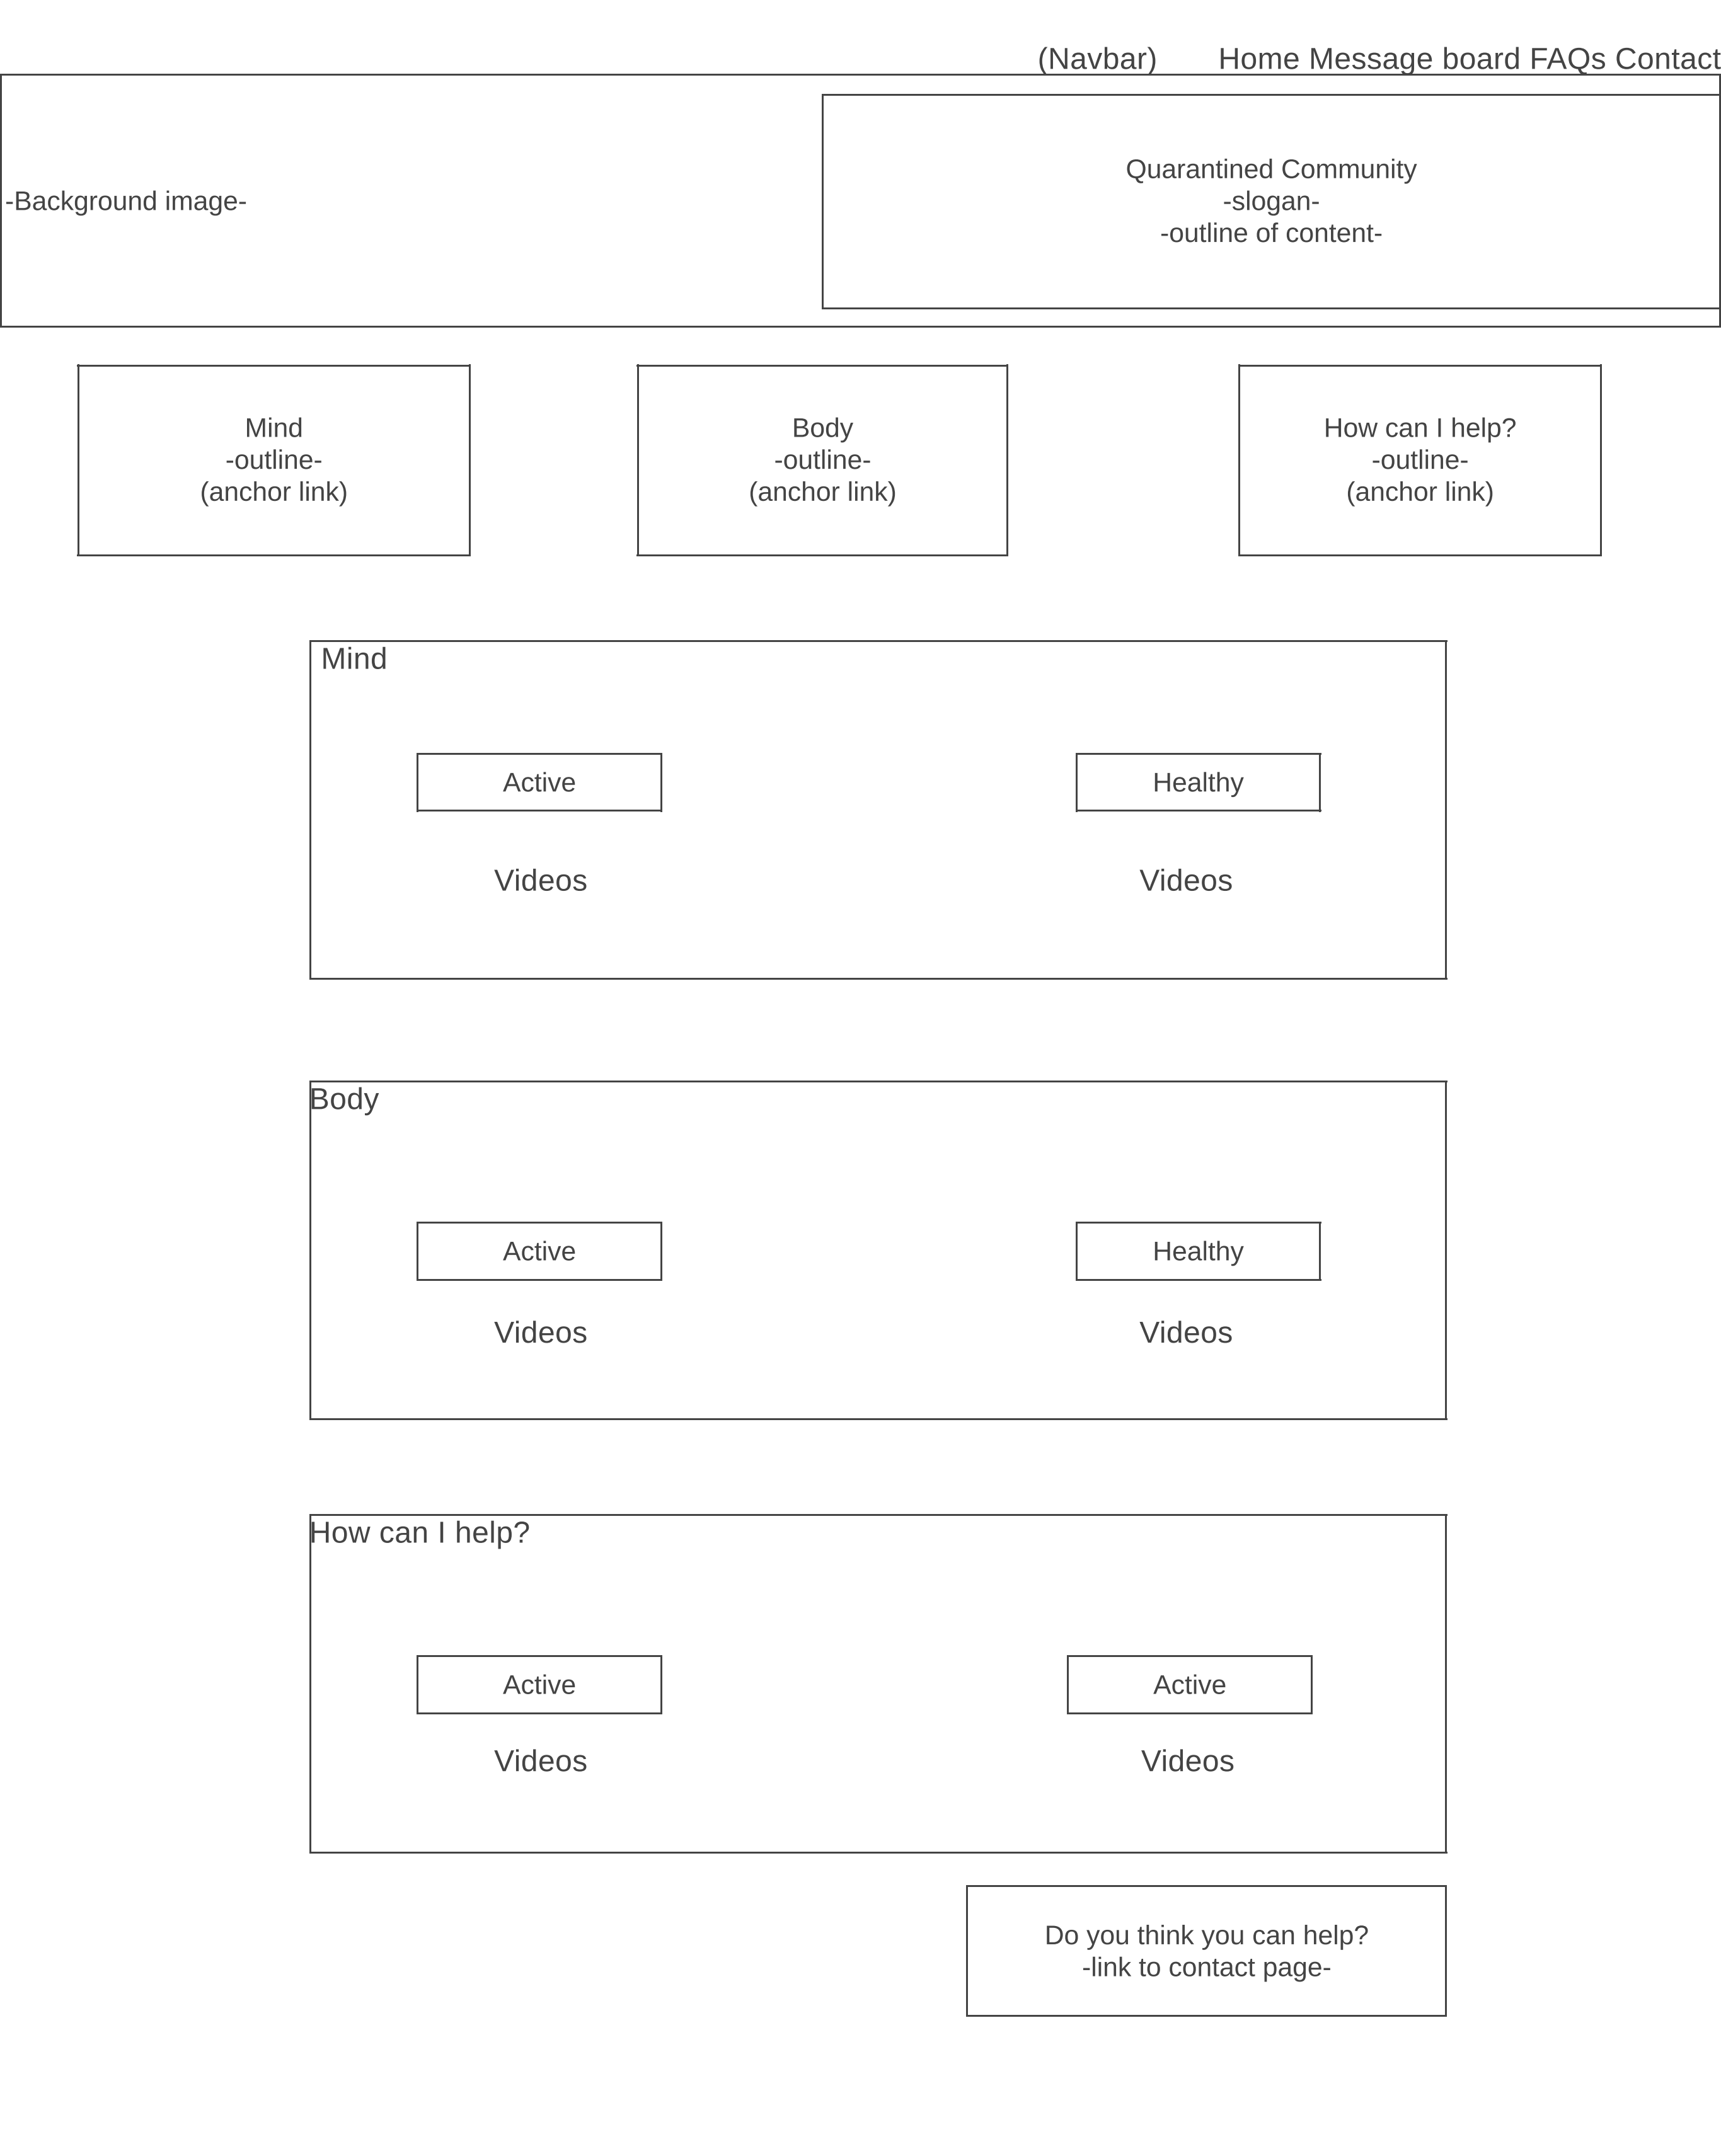 (Navbar) Home Message board FAQs Contact
-Background image-
Quarantined Community
-slogan-
-outline of content-
Mind
-outline-
(anchor link)
Body
-outline-
(anchor link)
How can I help?
-outline-
(anchor link)
Mind
Active
Healthy
Videos
Videos
Body
Active
Healthy
Videos
Videos
How can I help?
Active
Active
Videos
Videos
Do you think you can help?
-link to contact page-